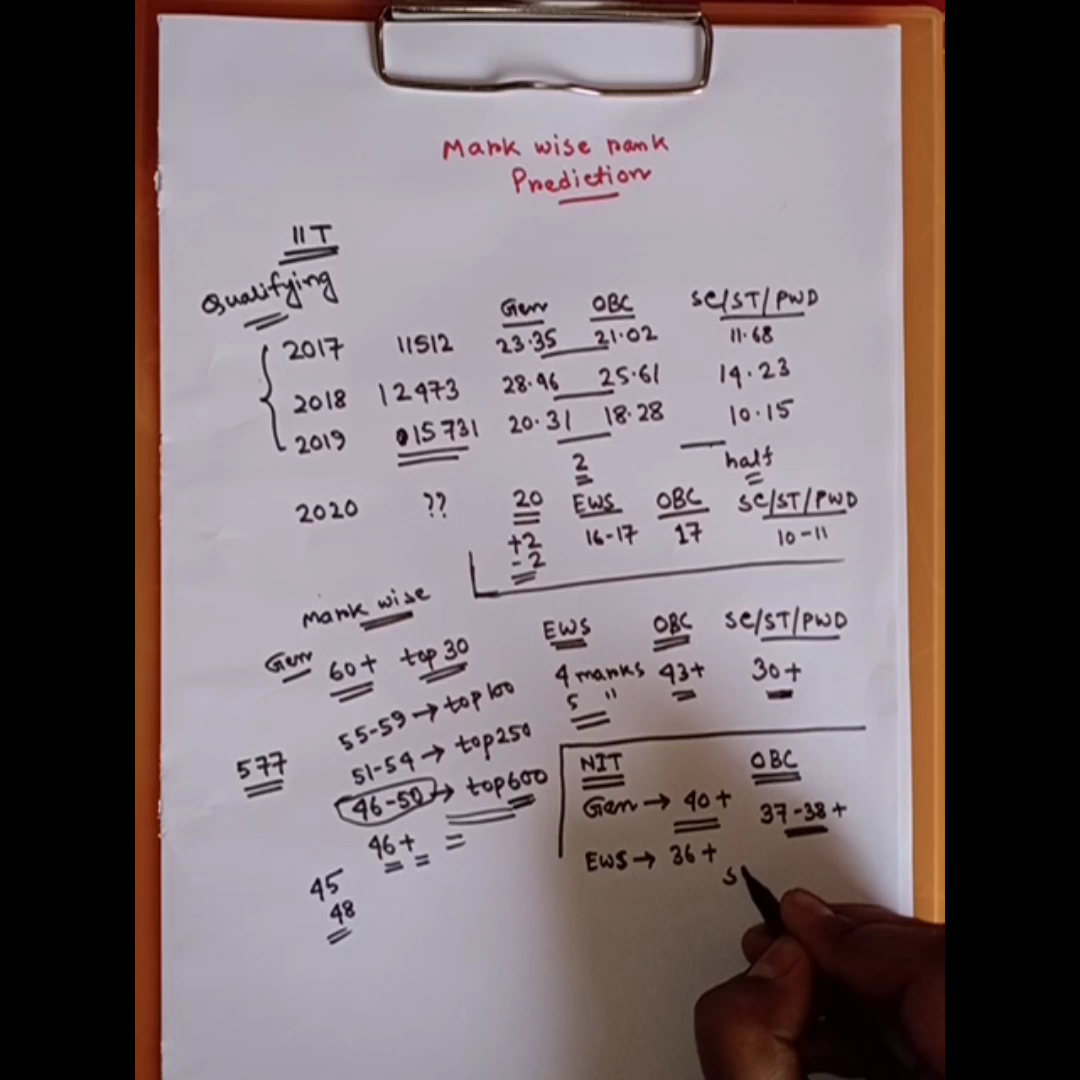 Mark wise rank
Prediction
IIT
Qualifying
Gen OBC SC/ST/PWD
2017 11512 23.35 21.02 11.68
2018 12473 28.46 25.61 14.23
2019 15731 20.31 18.28 10.15
2 half
2020 ?? 20 EWS OBC SC/ST/PWD
+2 16-17 17 10-11
-2
Mark wise
EWS OBC SC/ST/PWD
Gen 60+ top 30 4 marks 43+ 30+
5 "
55-59 → top 100
51-54 → top 250
577 46-50 → top 600
46+
45
48
NIT OBC
Gen → 40+ 37-38+
EWS → 36+
S